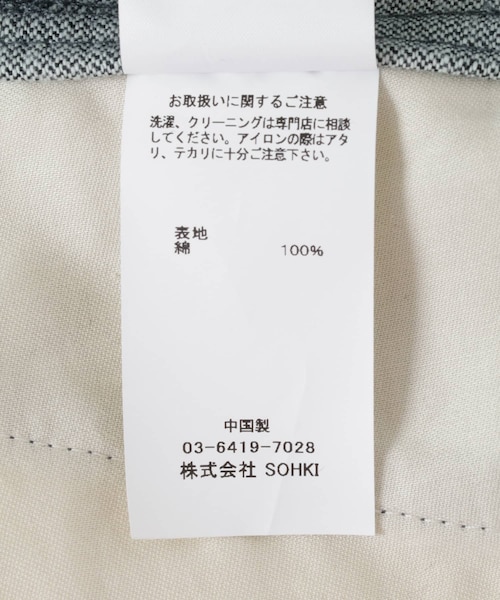 お取扱いに関するご注意
洗濯、クリーニングは専門店に相談
してください。アイロンの際はアタ
リ、テカリに十分ご注意下さい。
表地
綿 100%
中国製
03-6419-7028
株式会社 SOHKI